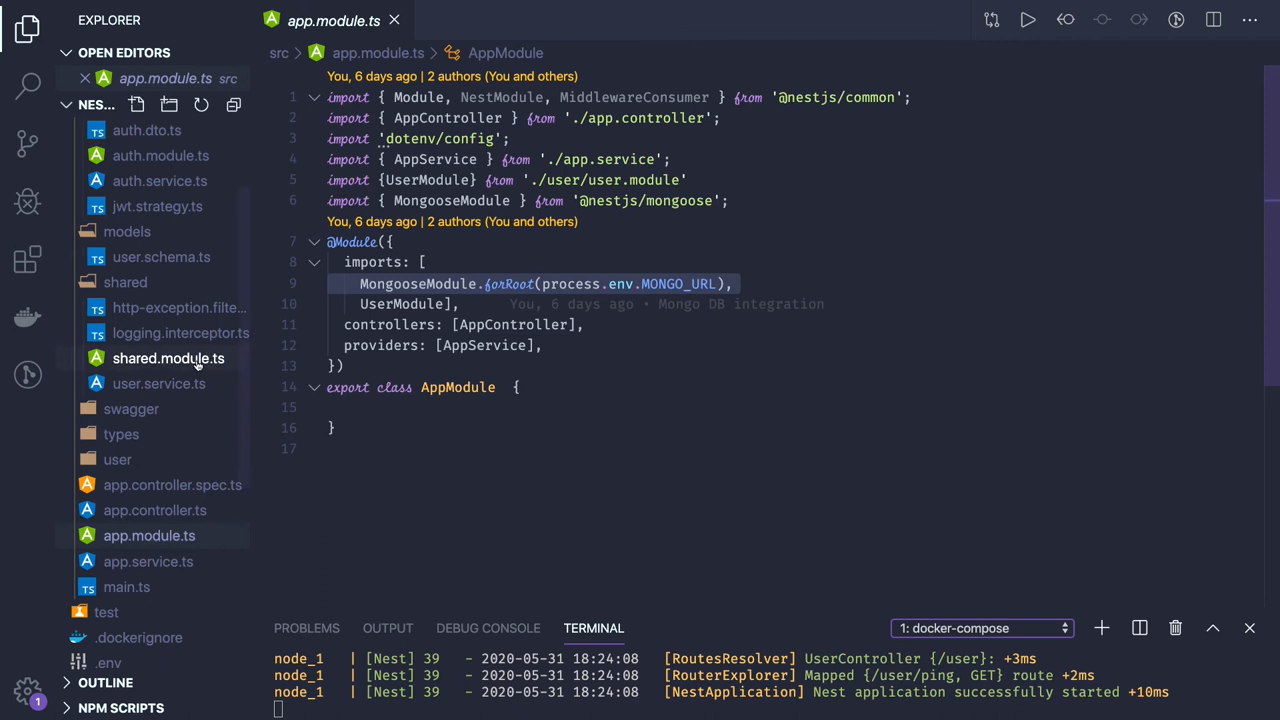 EXPLORER
OPEN EDITORS
app.module.ts src
NES...
auth.dto.ts
auth.module.ts
auth.service.ts
jwt.strategy.ts
models
user.schema.ts
shared
http-exception.filte...
logging.interceptor.ts
shared.module.ts
user.service.ts
swagger
types
user
app.controller.spec.ts
app.controller.ts
app.module.ts
app.service.ts
main.ts
test
.dockerignore
.env
OUTLINE
NPM SCRIPTS
1
app.module.ts
src > app.module.ts > AppModule
You, 6 days ago | 2 authors (You and others)
1 import { Module, NestModule, MiddlewareConsumer } from '@nestjs/common';
2 import { AppController } from './app.controller';
3 import 'dotenv/config';
4 import { AppService } from './app.service';
5 import {UserModule} from './user/user.module'
6 import { MongooseModule } from '@nestjs/mongoose';
You, 6 days ago | 2 authors (You and others)
7 @Module({
8 imports: [
9 MongooseModule.forRoot(process.env.MONGO_URL),
10 UserModule], You, 6 days ago • Mongo DB integration
11 controllers: [AppController],
12 providers: [AppService],
13 })
14 export class AppModule {
15
16 }
17
PROBLEMS OUTPUT DEBUG CONSOLE TERMINAL 1: docker-compose
node_1 | [Nest] 39 - 2020-05-31 18:24:08 [RoutesResolver] UserController {/user}: +3ms
node_1 | [Nest] 39 - 2020-05-31 18:24:08 [RouterExplorer] Mapped {/user/ping, GET} route +2ms
node_1 | [Nest] 39 - 2020-05-31 18:24:08 [NestApplication] Nest application successfully started +10ms